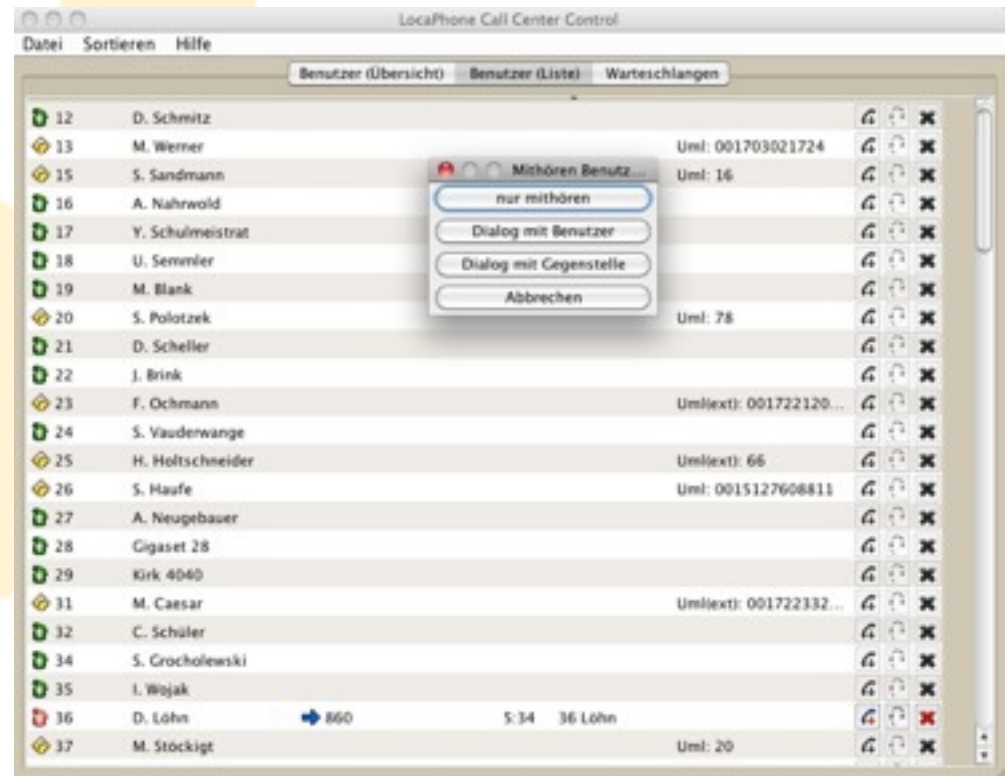 LocaPhone Call Center Control
Datei Sortieren Hilfe
Benutzer (Übersicht) Benutzer (Liste) Warteschlangen
12 D. Schmitz
13 M. Werner Uml: 001703021724
Mithören Benutz...
15 S. Sandmann Uml: 16
nur mithören
16 A. Nahrwold
17 Y. Schulmeistrat
Dialog mit Benutzer
18 U. Semmler
Dialog mit Gegenstelle
19 M. Blank
Abbrechen
20 S. Polotzek Uml: 78
21 D. Scheller
22 J. Brink
23 F. Ochmann Uml(ext): 001722120...
24 S. Vauderwange
25 H. Holtschneider Uml(ext): 66
26 S. Haufe Uml: 0015127608811
27 A. Neugebauer
28 Gigaset 28
29 Kirk 4040
31 M. Caesar Uml(ext): 001722332...
32 C. Schüler
34 S. Grocholewski
35 I. Wojak
36 D. Löhn 860 5:34 36 Löhn
37 M. Stöckigt Uml: 20